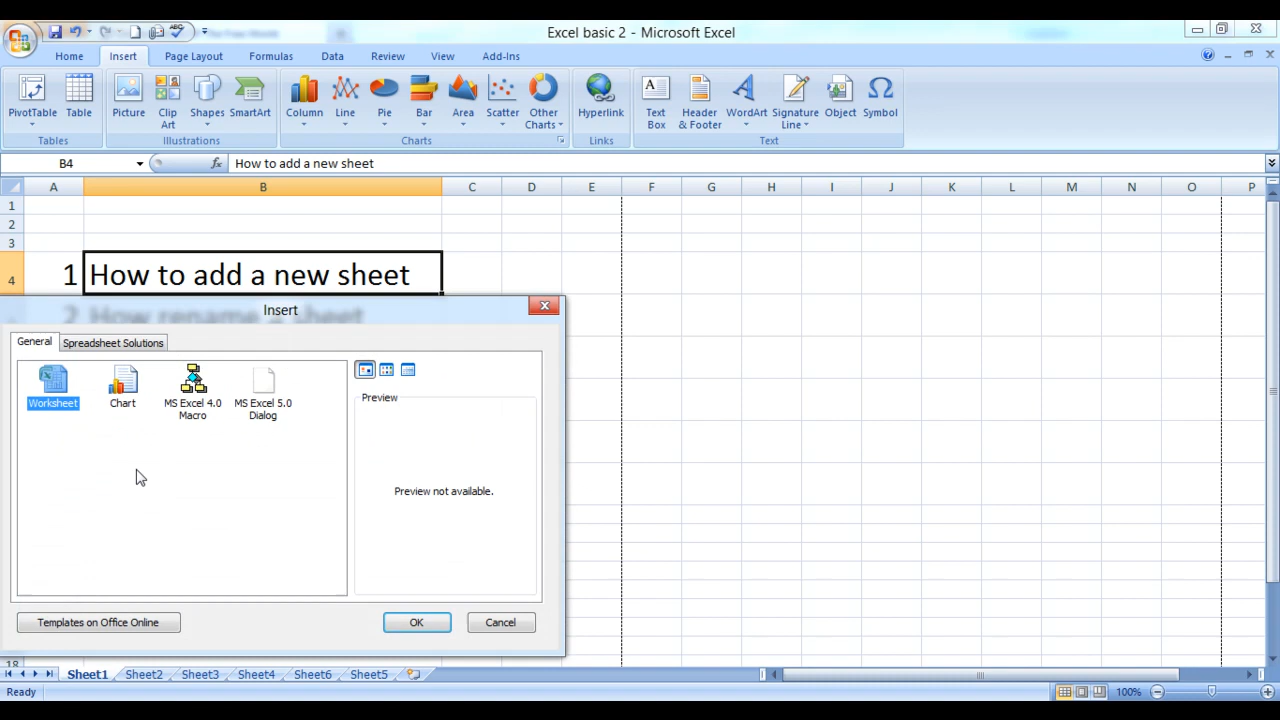 Excel basic 2 - Microsoft Excel
Home Insert Page Layout Formulas Data Review View Add-Ins
PivotTable Table Picture Clip Art Shapes SmartArt Column Line Pie Bar Area Scatter Other Charts Hyperlink Text Box Header & Footer WordArt Signature Line Object Symbol
Tables Illustrations Charts Links Text
B4 fx How to add a new sheet
A B C D E F G H I J K L M N O P
1
2
3
4 1 How to add a new sheet
2 How rename a sheet
Insert
General Spreadsheet Solutions
Worksheet Chart MS Excel 4.0 Macro MS Excel 5.0 Dialog
Preview
Preview not available.
Templates on Office Online OK Cancel
18
Sheet1 Sheet2 Sheet3 Sheet4 Sheet6 Sheet5
Ready 100%